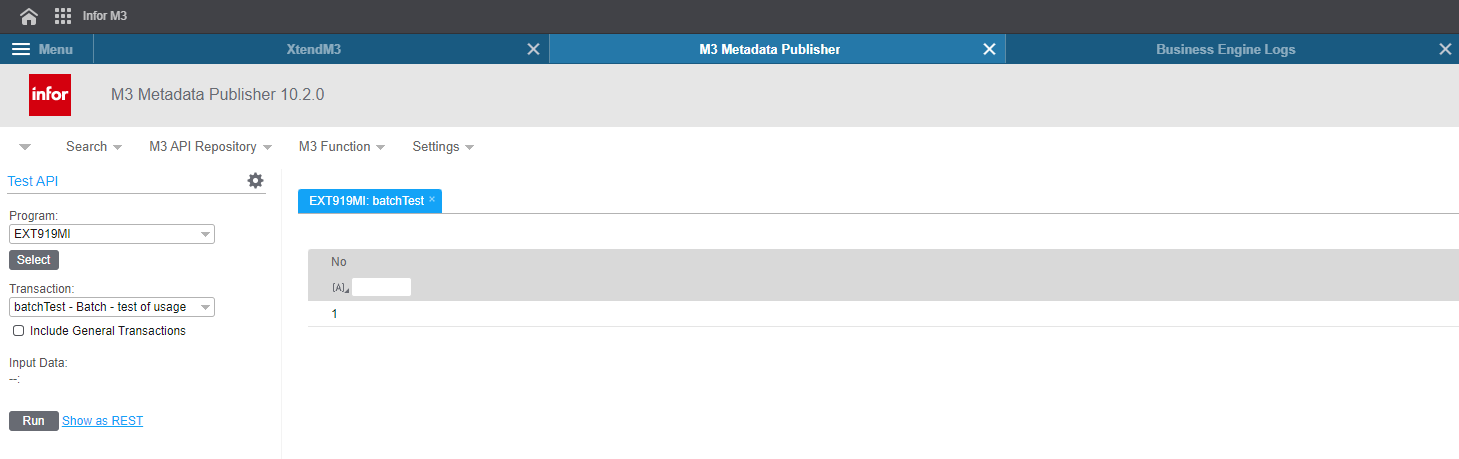 Infor M3
Menu
XtendM3
M3 Metadata Publisher
Business Engine Logs
infor
M3 Metadata Publisher 10.2.0
Search
M3 API Repository
M3 Function
Settings
Test API
EXT919MI: batchTest ×
Program:
EXT919MI
Select
Transaction:
batchTest - Batch - test of usage
Include General Transactions
Input Data:
--:
Run Show as REST
No
[A]
1